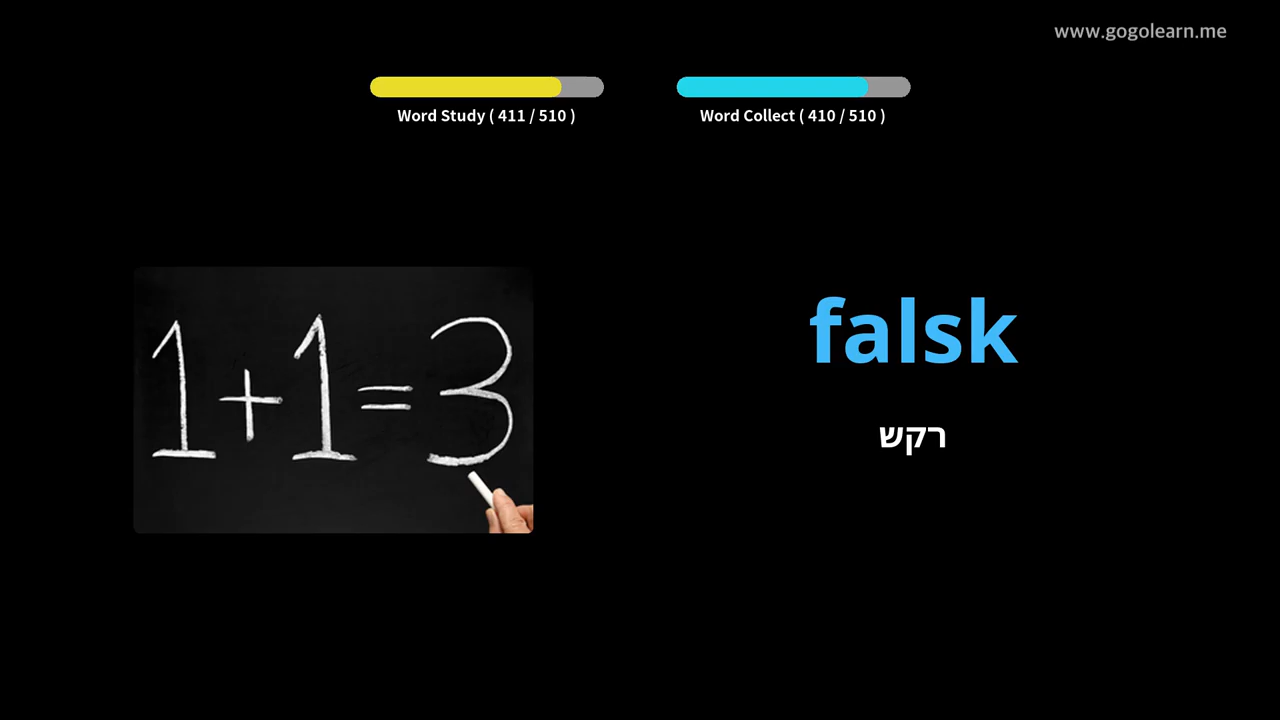 www.gogolearn.me
Word Study ( 411 / 510 )
Word Collect ( 410 / 510 )
1+1=3
falsk
רקש